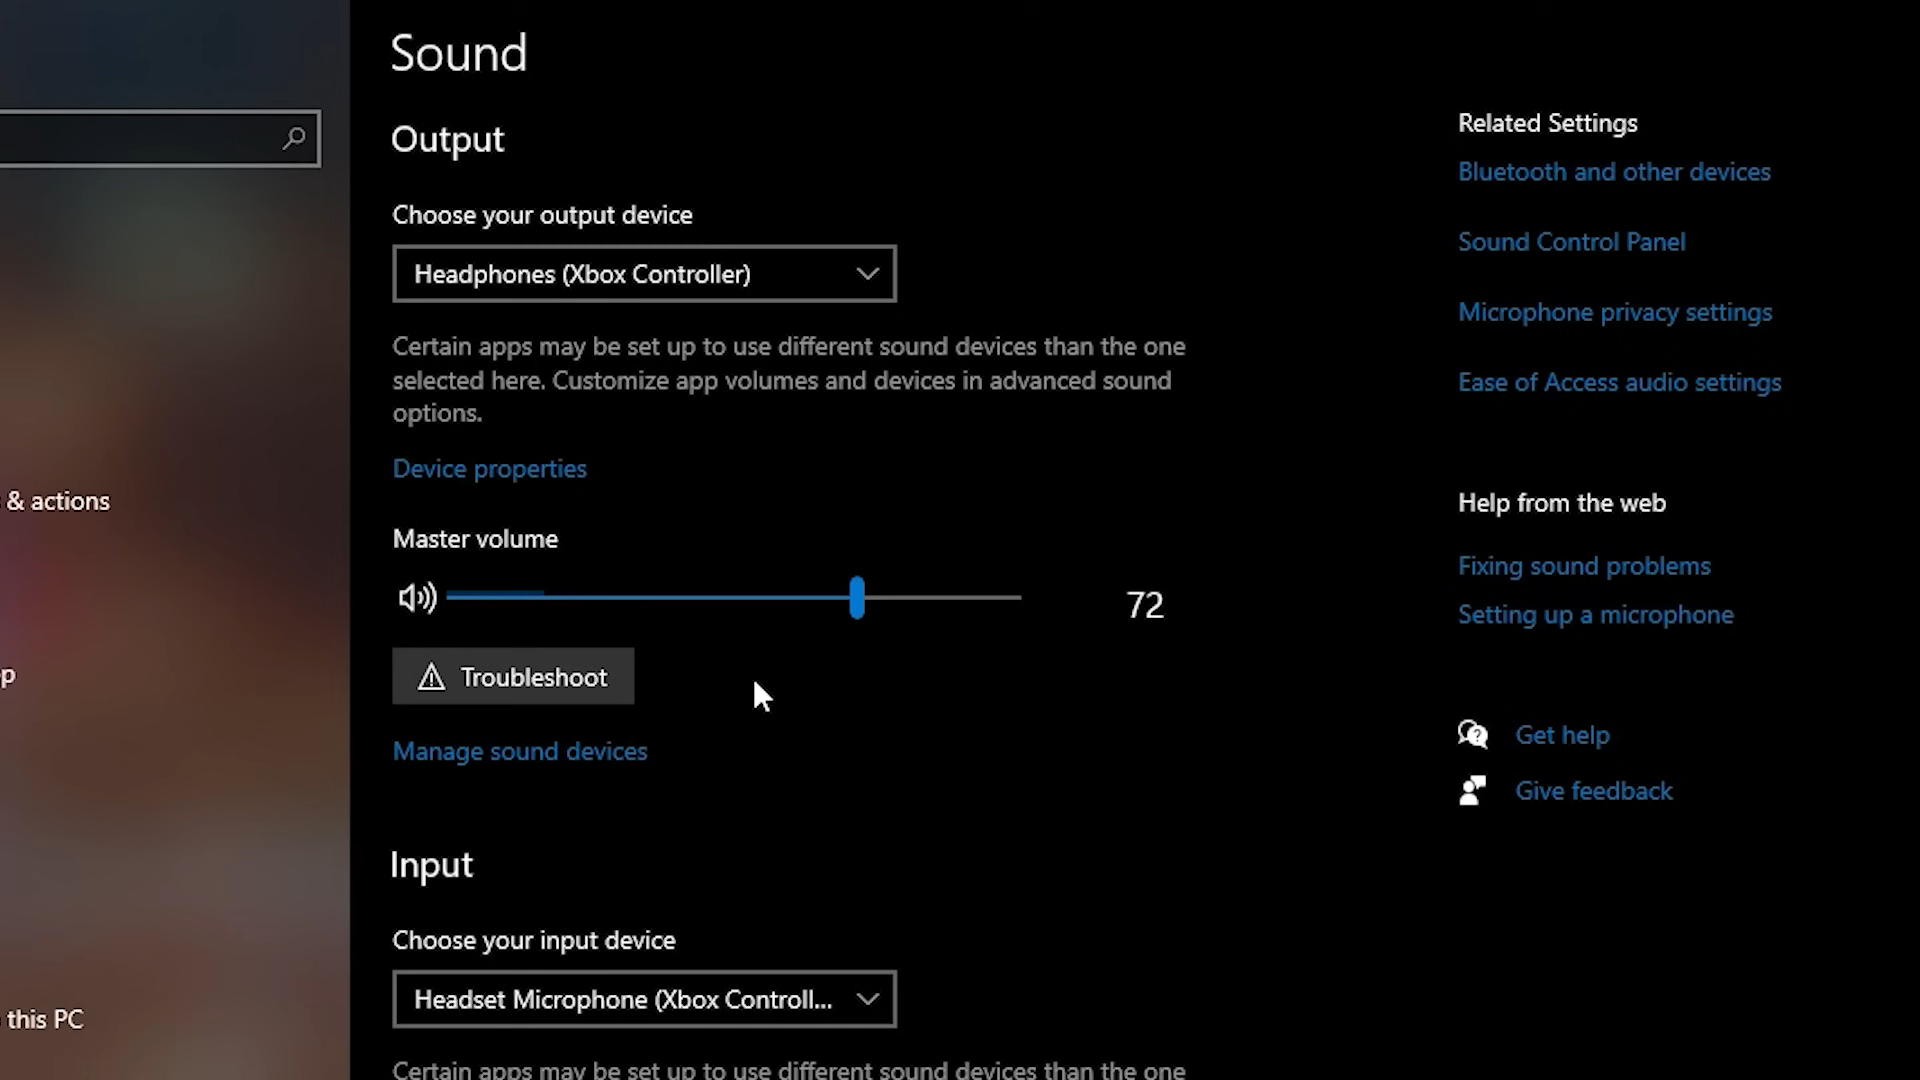 Sound
Output
Choose your output device
Headphones (Xbox Controller)
Certain apps may be set up to use different sound devices than the one
selected here. Customize app volumes and devices in advanced sound
options.
Device properties
Master volume
72
Troubleshoot
Manage sound devices
Input
Choose your input device
Headset Microphone (Xbox Controll...
Certain apps may be set up to use different sound devices than the one
& actions
p
this PC
Related Settings
Bluetooth and other devices
Sound Control Panel
Microphone privacy settings
Ease of Access audio settings
Help from the web
Fixing sound problems
Setting up a microphone
Get help
Give feedback